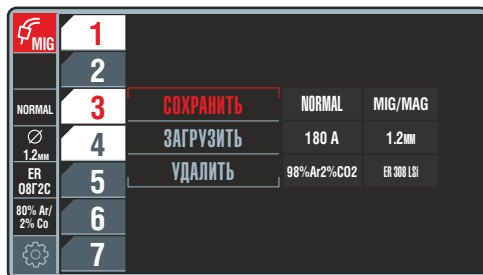 MIG
1
2
NORMAL
3
СОХРАНИТЬ
NORMAL
MIG/MAG
1.2мм
4
ЗАГРУЗИТЬ
180 А
1.2мм
ER
08Г2С
5
УДАЛИТЬ
98%Ar2%CO2
ER 308 LSi
80% Ar/
2% Co
6
7